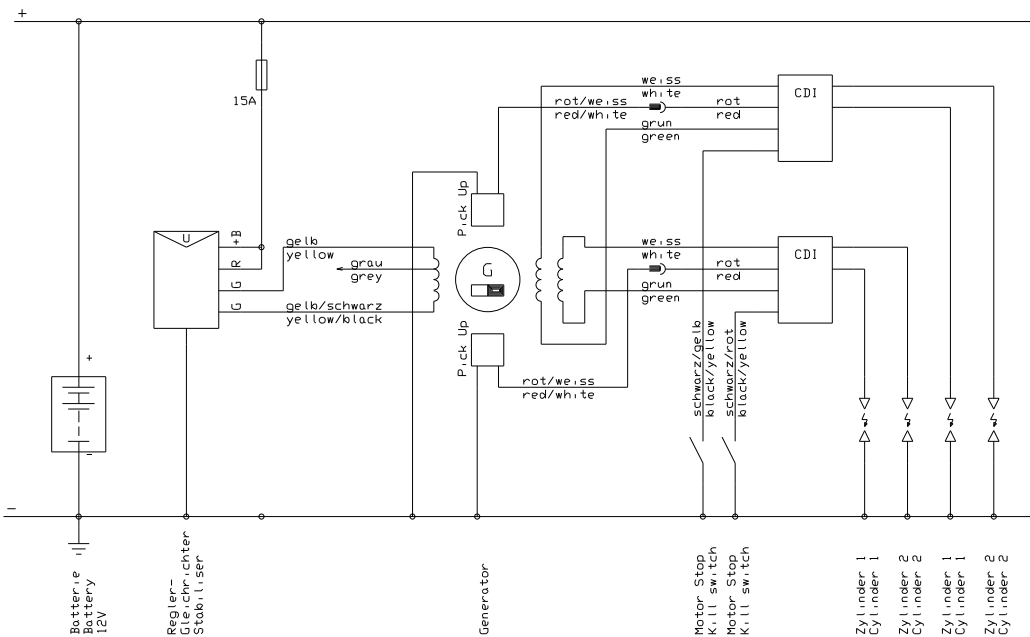 +
15A
weiss
white
rot/weiss
red/white
rot
red
grun
green
CDI
Pick Up
U
+B
R
G
G
gelb
yellow
grau
grey
gelb/schwarz
yellow/black
G
weiss
white
rot
red
grun
green
CDI
Pick Up
rot/weiss
red/white
schwarz/gelb
black/yellow
schwarz/rot
black/yellow
+
-
–
Batterie
Battery
12V
Regler-
Gleichrichter
Stabiliser
Generator
Motor Stop
Kill switch
Motor Stop
Kill switch
Zylinder 1
Cylinder 1
Zylinder 2
Cylinder 2
Zylinder 1
Cylinder 1
Zylinder 2
Cylinder 2